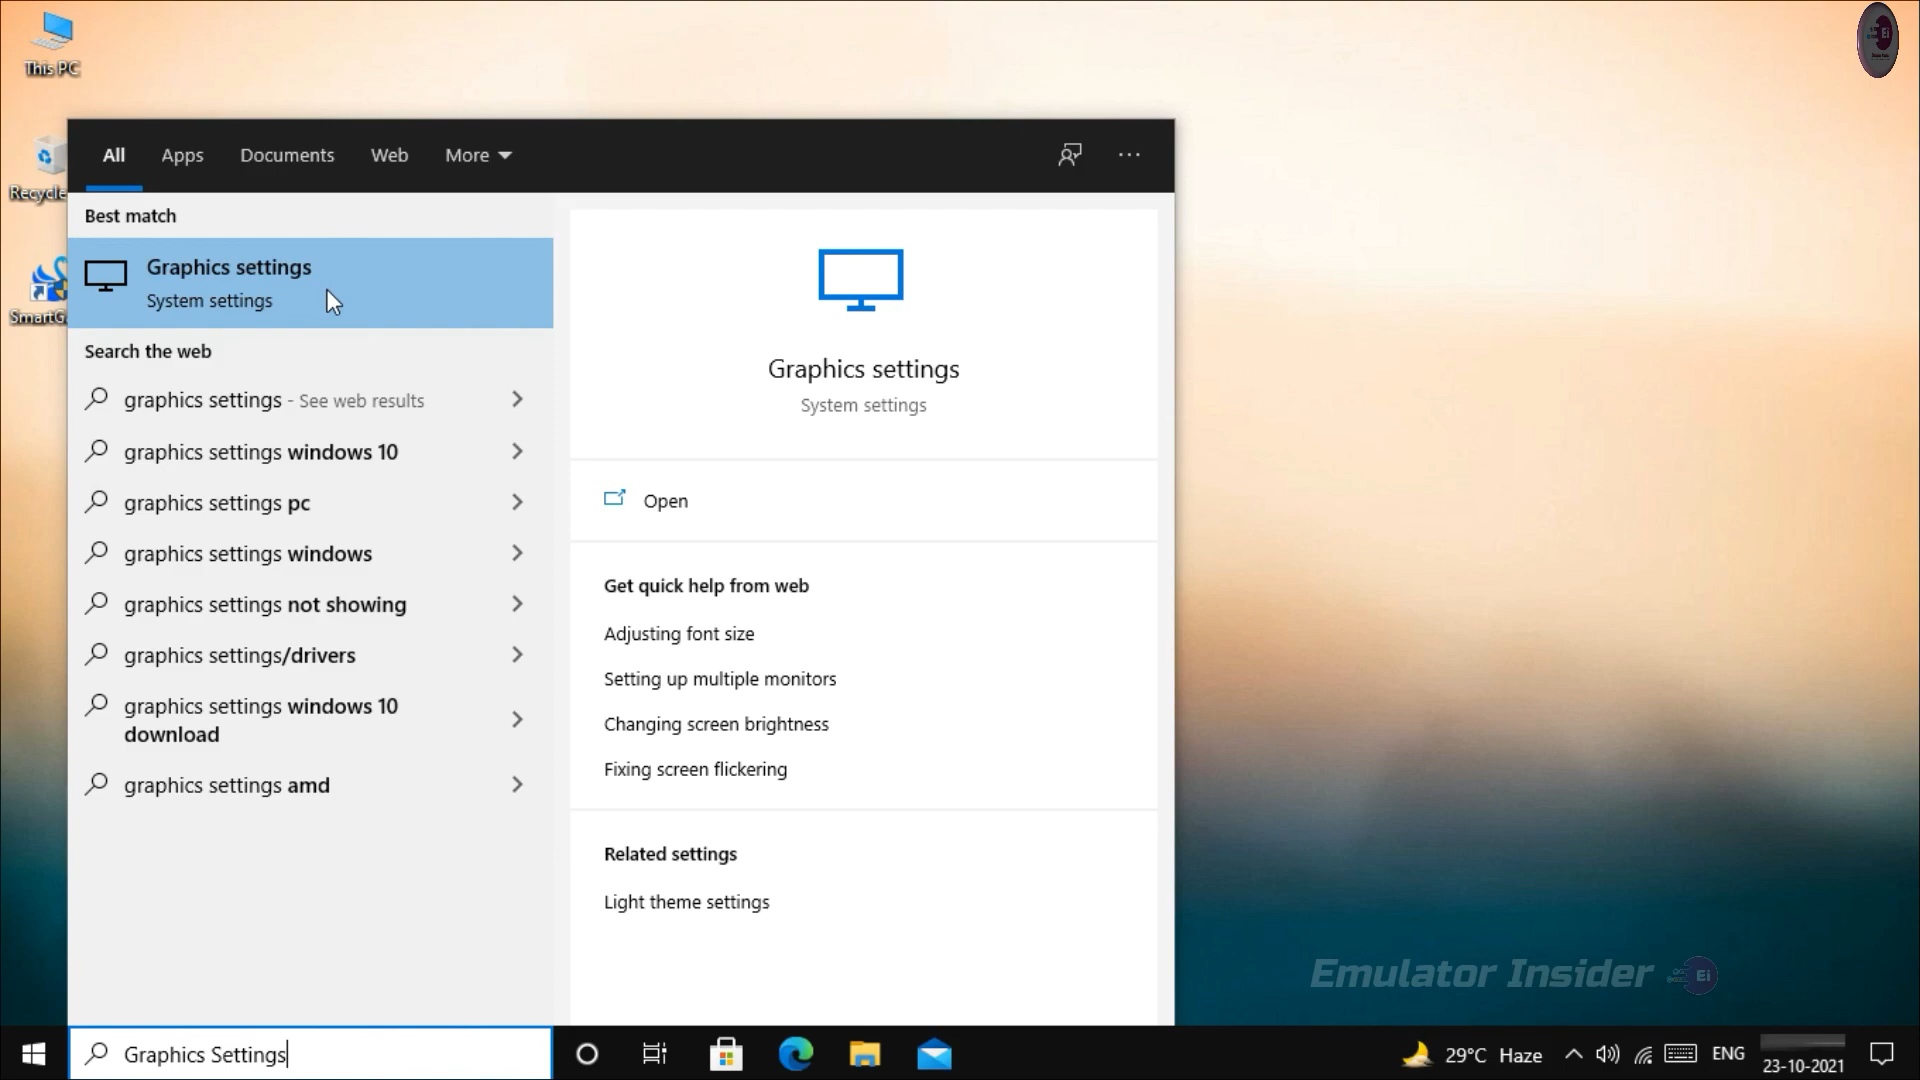 This PC
Recycle
SmartG
All Apps Documents Web More
Best match
Graphics settings
System settings
Search the web
graphics settings - See web results
graphics settings windows 10
graphics settings pc
graphics settings windows
graphics settings not showing
graphics settings/drivers
graphics settings windows 10
download
graphics settings amd
Graphics settings
System settings
Open
Get quick help from web
Adjusting font size
Setting up multiple monitors
Changing screen brightness
Fixing screen flickering
Related settings
Light theme settings
Ei
Emulator Insider Ei
Graphics Settings
29°C Haze
ENG
23-10-2021